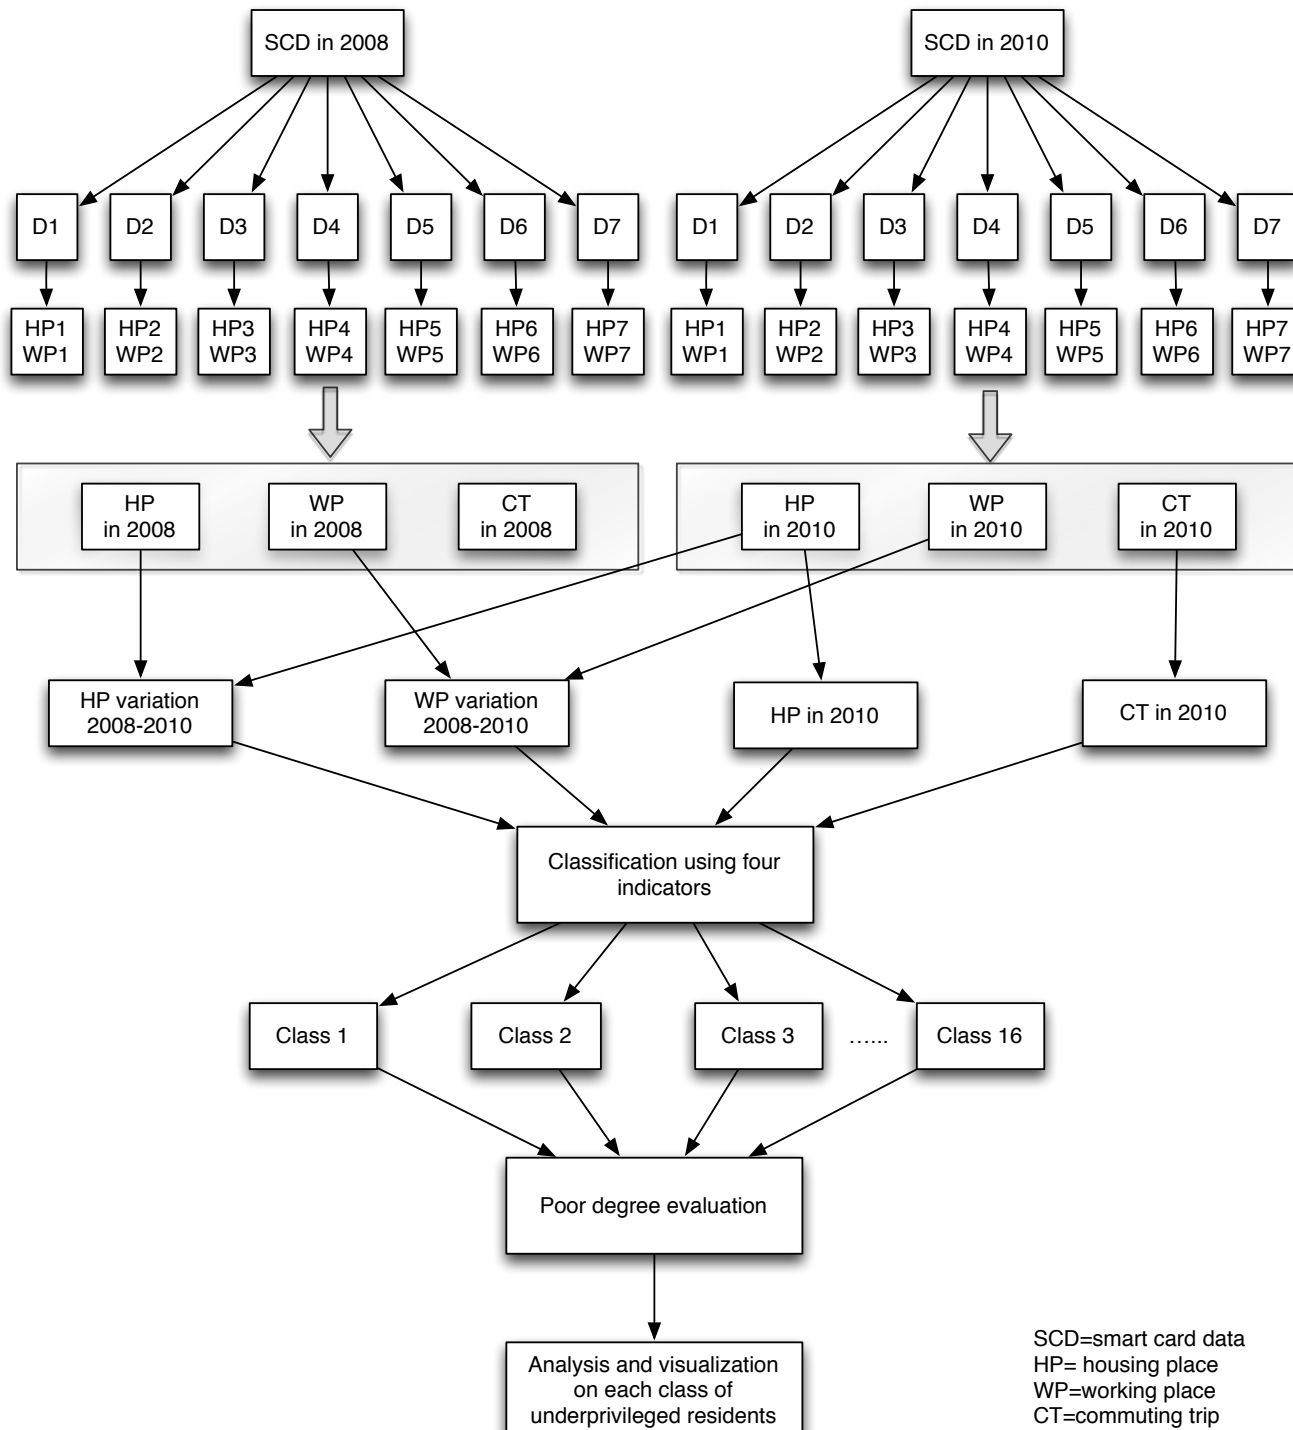 SCD in 2008
SCD in 2010
D1 D2 D3 D4 D5 D6 D7
D1 D2 D3 D4 D5 D6 D7
HP1
WP1
HP2
WP2
HP3
WP3
HP4
WP4
HP5
WP5
HP6
WP6
HP7
WP7
HP1
WP1
HP2
WP2
HP3
WP3
HP4
WP4
HP5
WP5
HP6
WP6
HP7
WP7
HP
in 2008
WP
in 2008
CT
in 2008
HP
in 2010
WP
in 2010
CT
in 2010
HP variation
2008-2010
WP variation
2008-2010
HP in 2010
CT in 2010
Classification using four
indicators
Class 1
Class 2
Class 3
…...
Class 16
Poor degree evaluation
Analysis and visualization
on each class of
underprivileged residents
SCD=smart card data
HP= housing place
WP=working place
CT=commuting trip